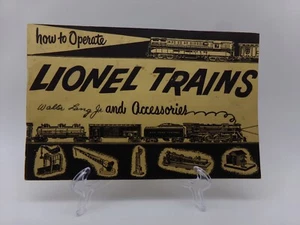 how to Operate
LIONEL TRAINS
and Accessories